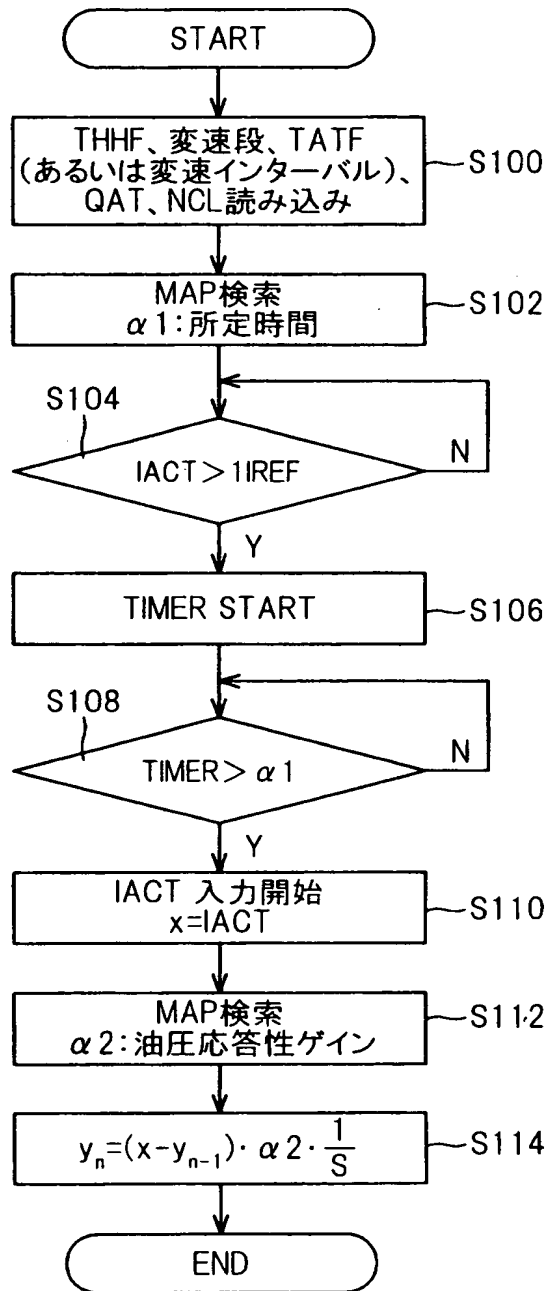 START
THHF、変速段、TATF
(あるいは変速インターバル)、
QAT、NCL読み込み
S100
MAP検索
α1:所定時間
S102
S104
IACT>1IREF
N
Y
TIMER START
S106
S108
TIMER>α1
N
Y
IACT 入力開始
x=IACT
S110
MAP検索
α2:油圧応答性ゲイン
S112
yn=(x-yn-1)・α2・1/S
S114
END